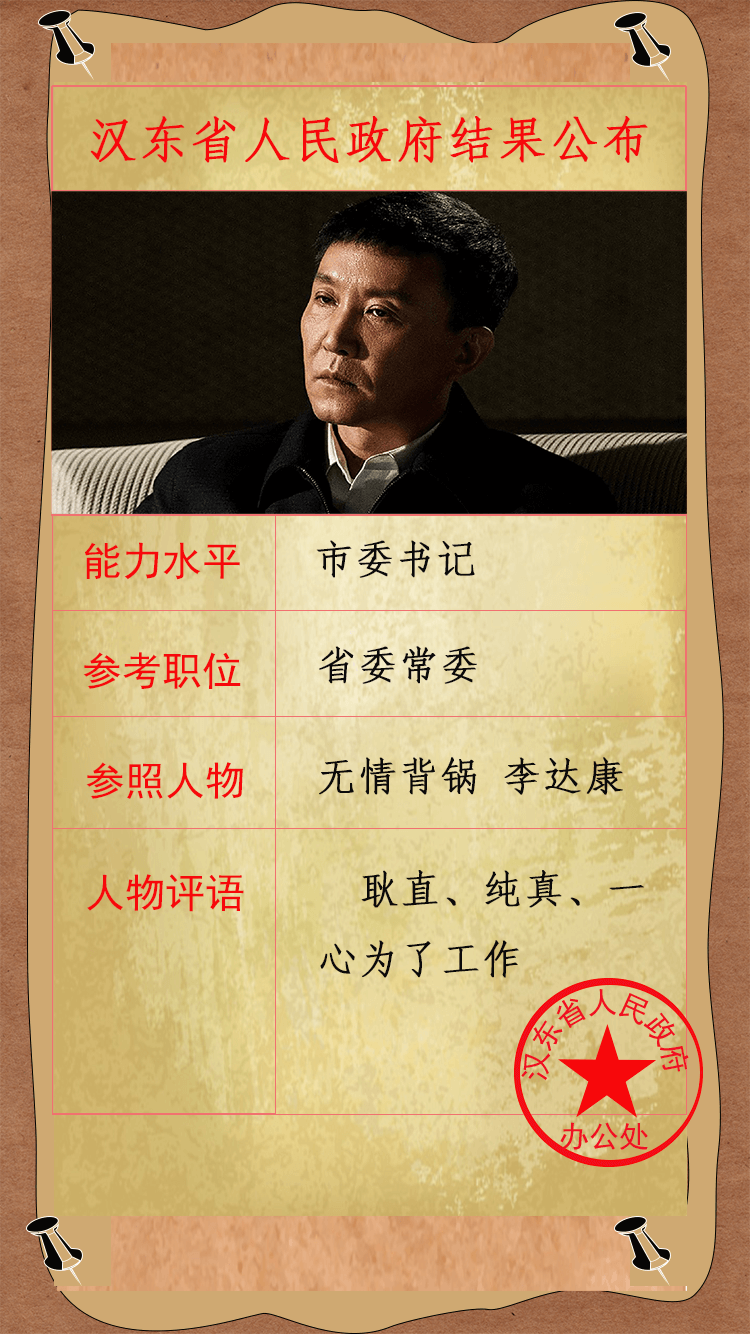 汉东省人民政府结果公布
能力水平 市委书记
参考职位 省委常委
参照人物 无情背锅 李达康
人物评语 耿直、纯真、一
心为了工作
汉东省人民政府
办公处